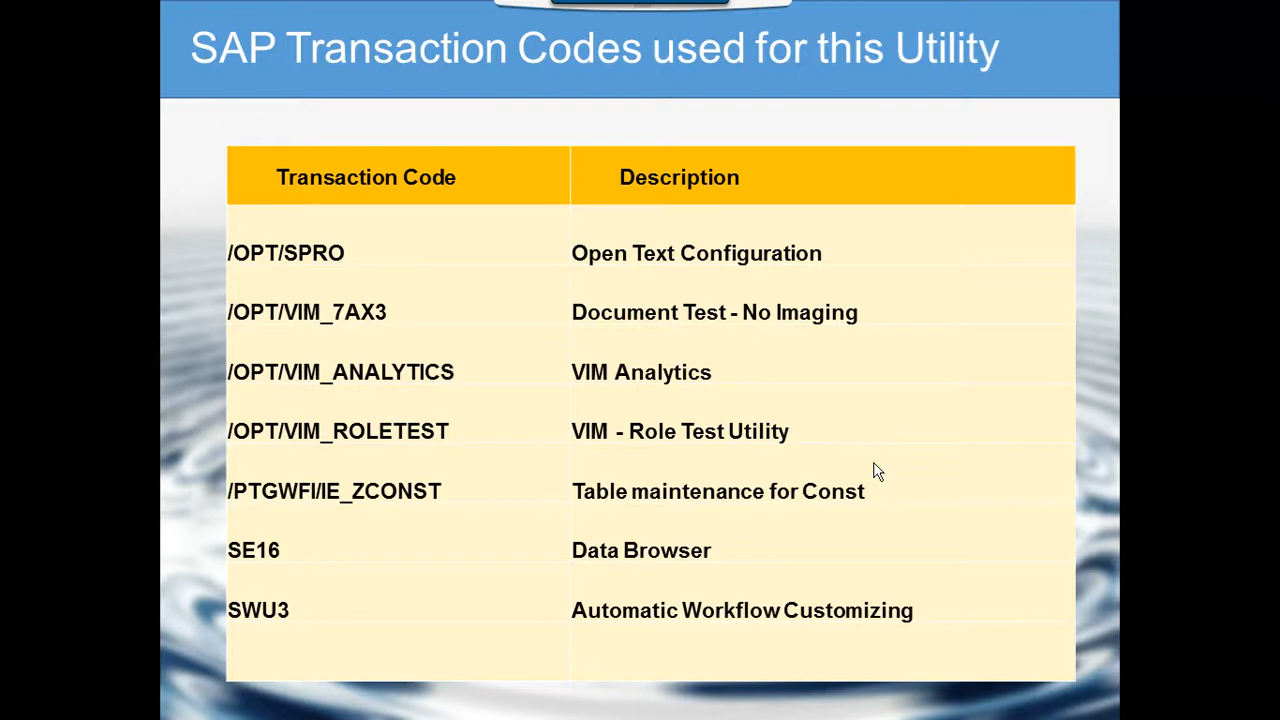 SAP Transaction Codes used for this Utility
Transaction Code Description
/OPT/SPRO Open Text Configuration
/OPT/VIM_7AX3 Document Test - No Imaging
/OPT/VIM_ANALYTICS VIM Analytics
/OPT/VIM_ROLETEST VIM - Role Test Utility
/PTGWFI/IE_ZCONST Table maintenance for Const
SE16 Data Browser
SWU3 Automatic Workflow Customizing